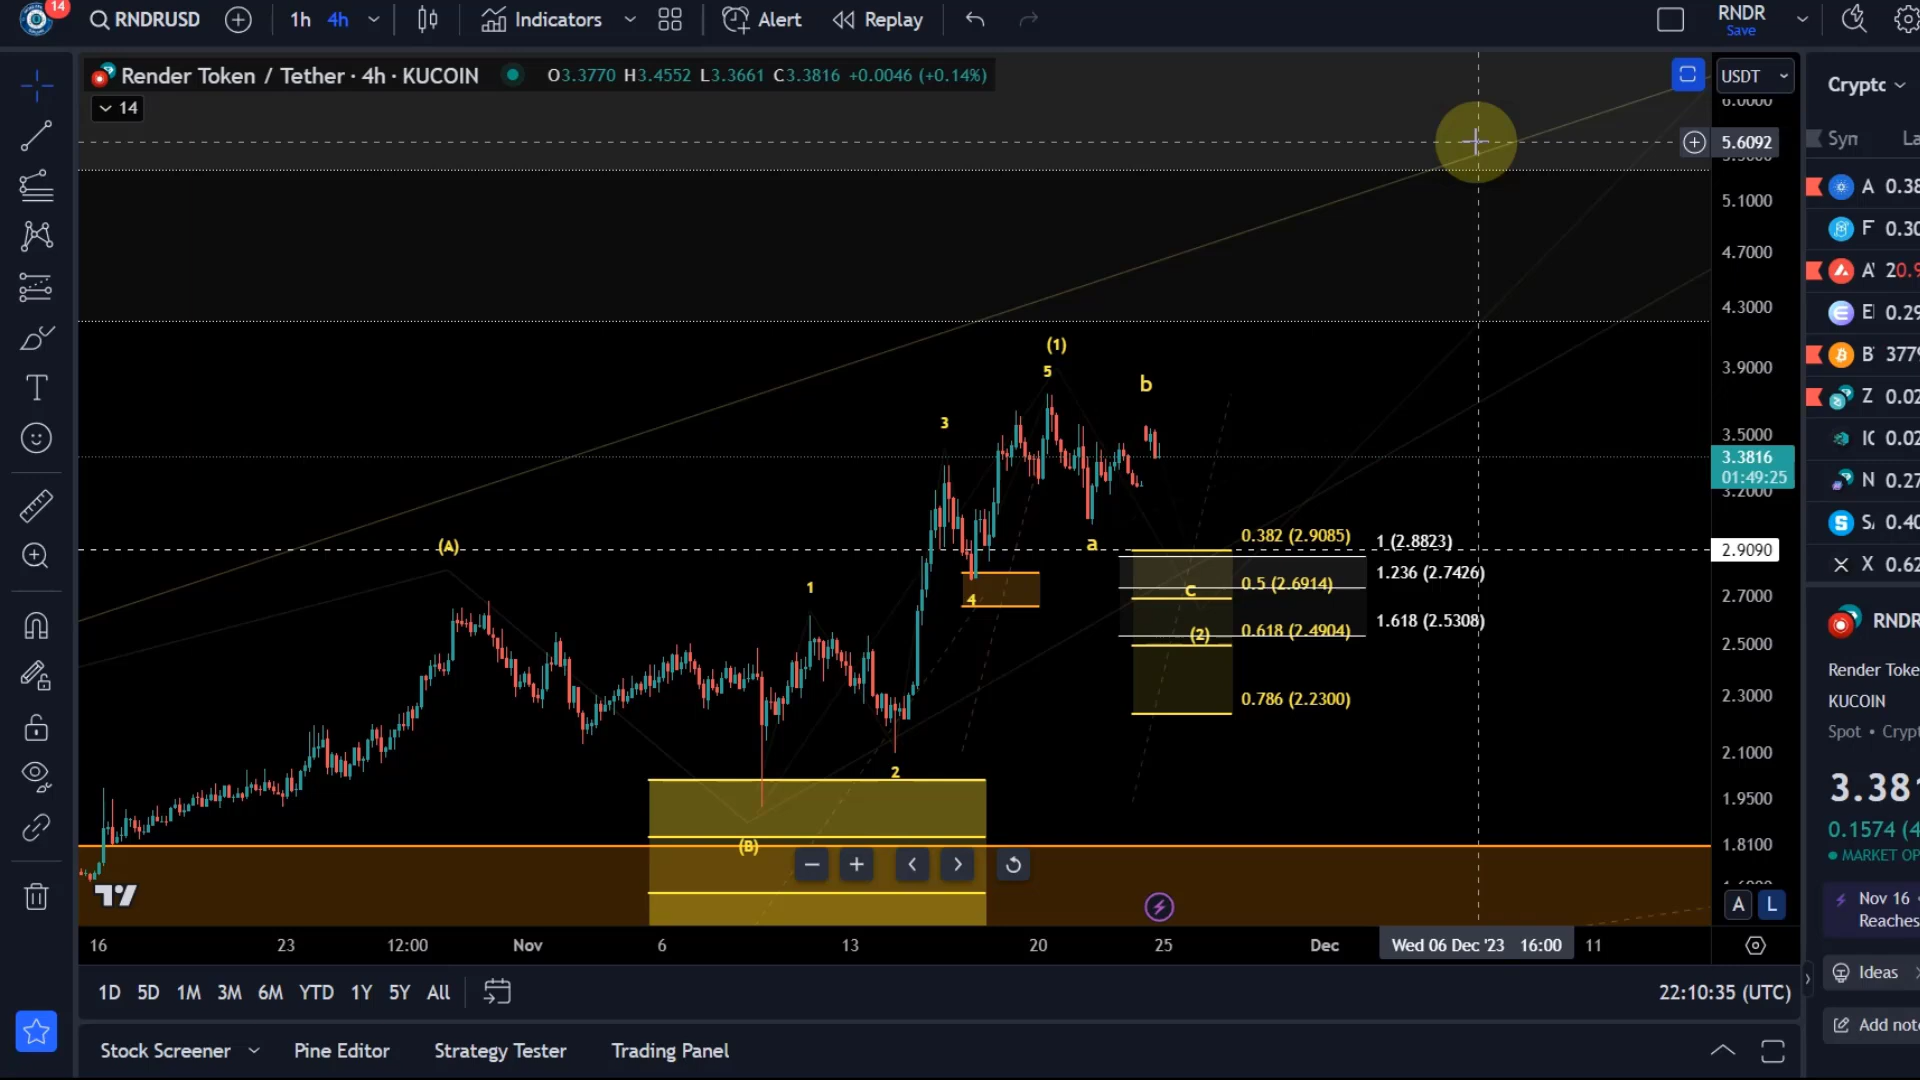 14
RNDRUSD
1h 4h
Indicators
Alert
Replay
RNDR
Save
Render Token / Tether · 4h · KUCOIN
O3.3770 H3.4552 L3.3661 C3.3816 +0.0046 (+0.14%)
14
USDT
5.6092
5.1000
4.7000
4.3000
3.9000
3.5000
3.3816
01:49:25
3.2000
2.9090
2.7000
2.5000
2.3000
2.1000
1.9500
1.8100
A L
(1)
5
b
3
(A)
a
1
4
0.382 (2.9085)
1 (2.8823)
1.236 (2.7426)
0.5 (2.6914)
c
1.618 (2.5308)
0.618 (2.4904)
(2)
0.786 (2.2300)
2
(B)
16 23 12:00 Nov 6 13 20 25 Dec Wed 06 Dec '23 16:00 11
1D 5D 1M 3M 6M YTD 1Y 5Y All
22:10:35 (UTC)
Stock Screener
Pine Editor
Strategy Tester
Trading Panel
Crypto
Syn La
A 0.38
F 0.30
A 20.9
E 0.29
B 3779
Z 0.02
IC 0.02
N 0.27
S 0.40
X 0.62
RNDR
Render Toke
KUCOIN
Spot • Cryp
3.381
0.1574 (4
MARKET OP
Nov 16
Reaches
Ideas
Add note